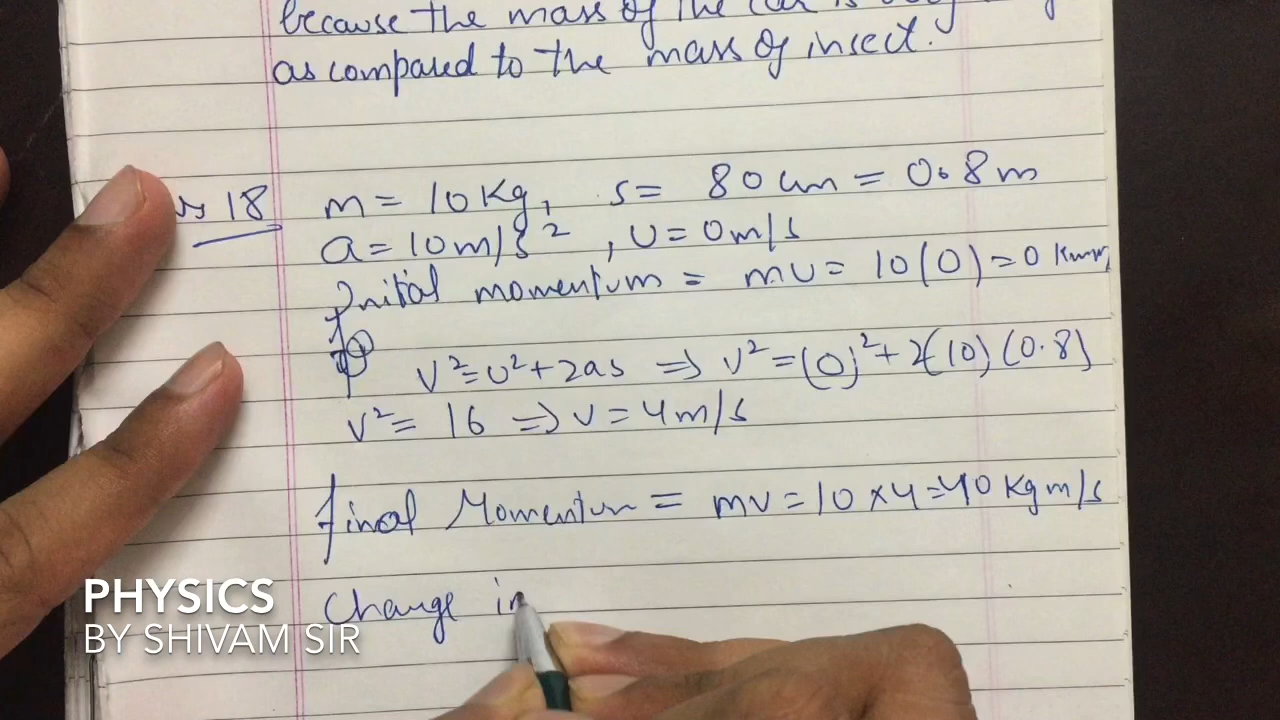 because the mass of the car is very
as compared to the mass of insect.
18 m = 10 Kg, s = 80 cm = 0.8 m
a = 10 m/s² , u = 0 m/s
Initial momentum = mu = 10(0) = 0
v² = u² + 2as ⇒ v² = (0)² + 2(10)(0.8)
v² = 16 ⇒ v = 4 m/s
final Momentum = mv = 10 × 4 = 40 Kg m/s
Change in
PHYSICS
BY SHIVAM SIR